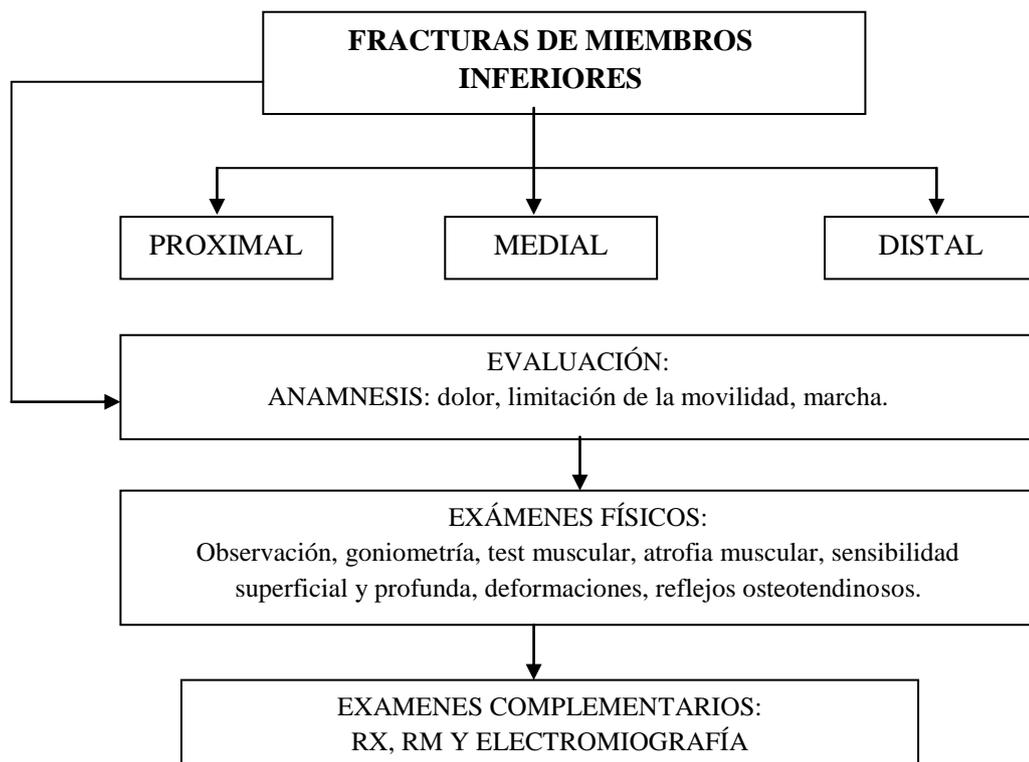 FRACTURAS DE MIEMBROS
INFERIORES
PROXIMAL
MEDIAL
DISTAL
EVALUACIÓN:
ANAMNESIS: dolor, limitación de la movilidad, marcha.
EXÁMENES FÍSICOS:
Observación, goniometría, test muscular, atrofia muscular, sensibilidad
superficial y profunda, deformaciones, reflejos osteotendinosos.
EXAMENES COMPLEMENTARIOS:
RX, RM Y ELECTROMIOGRAFÍA